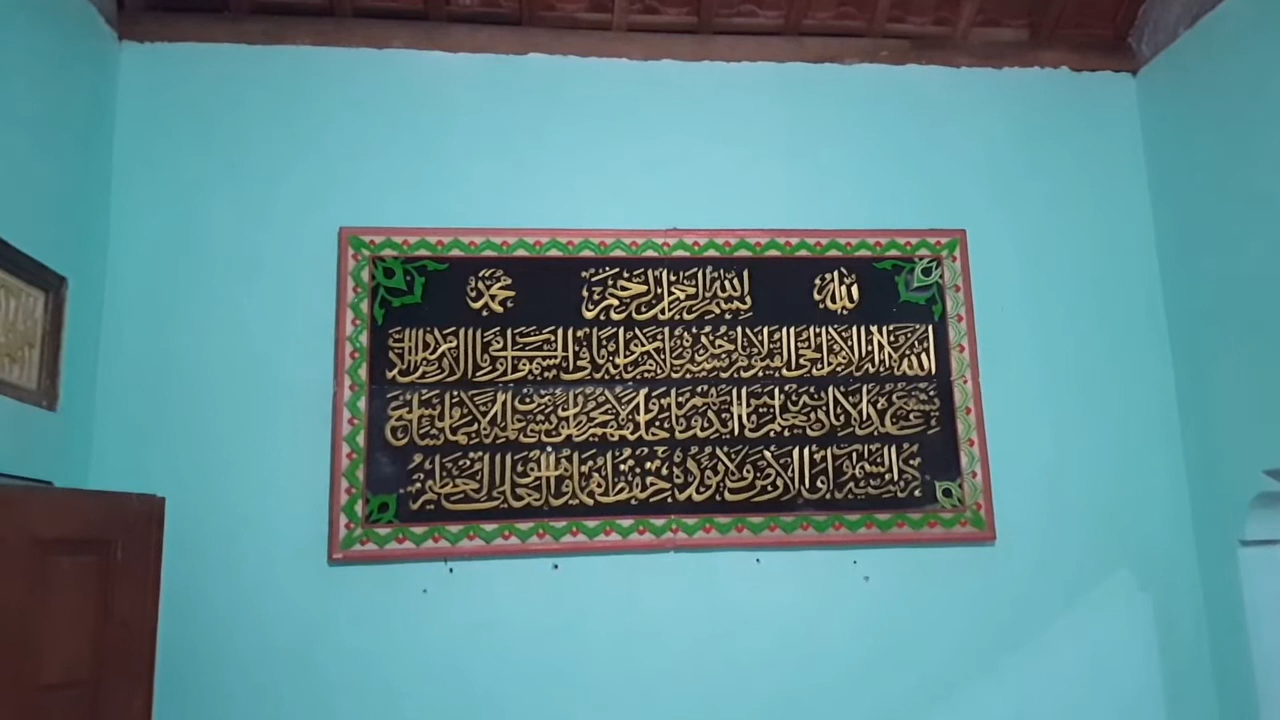 الله بسم الله الرحمن الرحيم محمد
الله لا إله إلا هو الحي القيوم لا تأخذه سنة ولا نوم له ما في السموات وما في الأرض من ذا الذي
يشفع عنده إلا بإذنه يعلم ما بين أيديهم وما خلفهم ولا يحيطون بشيء من علمه إلا بما شاء وسع
كرسيه السموات والأرض ولا يؤده حفظهما وهو العلي العظيم